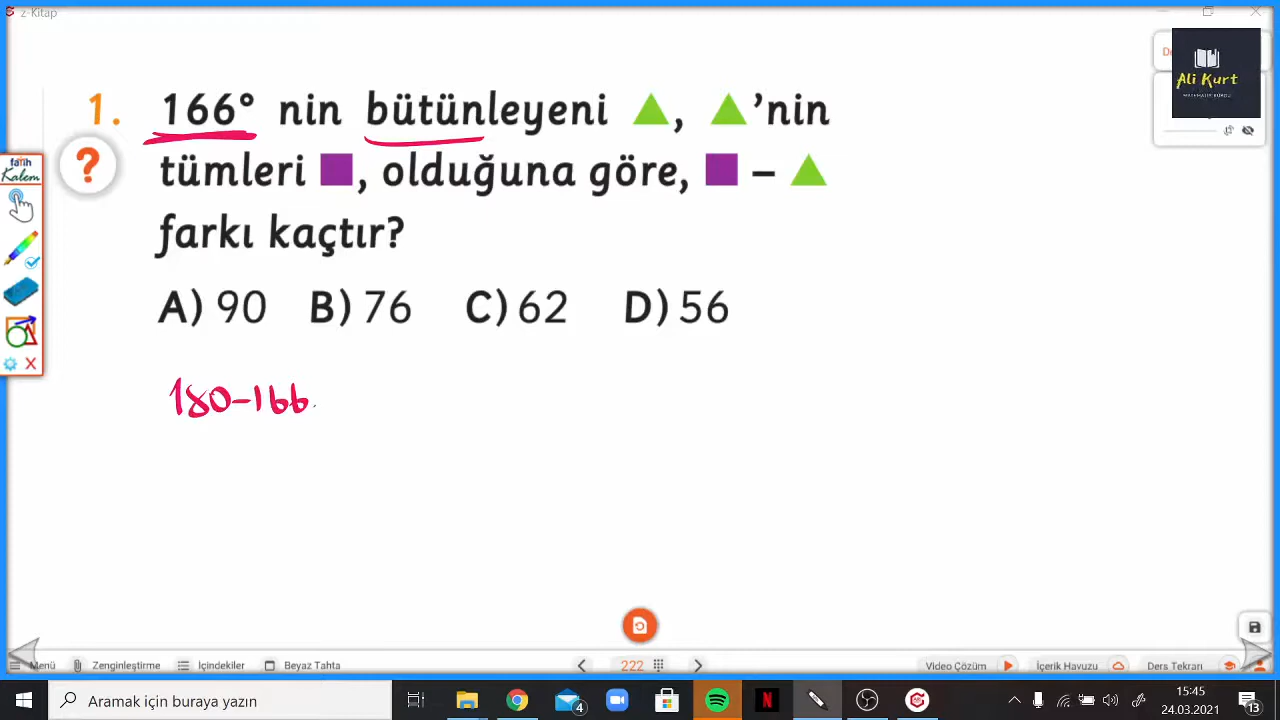 z-Kitap
Ali Kurt
1. 166° nin bütünleyeni ▲, ▲'nin
tümleri ■, olduğuna göre, ■ – ▲
farkı kaçtır?
A) 90 B) 76 C) 62 D) 56
180-166
?
fatih
Kalem
Menü Zenginleştirme İçindekiler Beyaz Tahta 222 Video Çözüm İçerik Havuzu Ders Tekrarı
Aramak için buraya yazın
4
15:45
24.03.2021
13